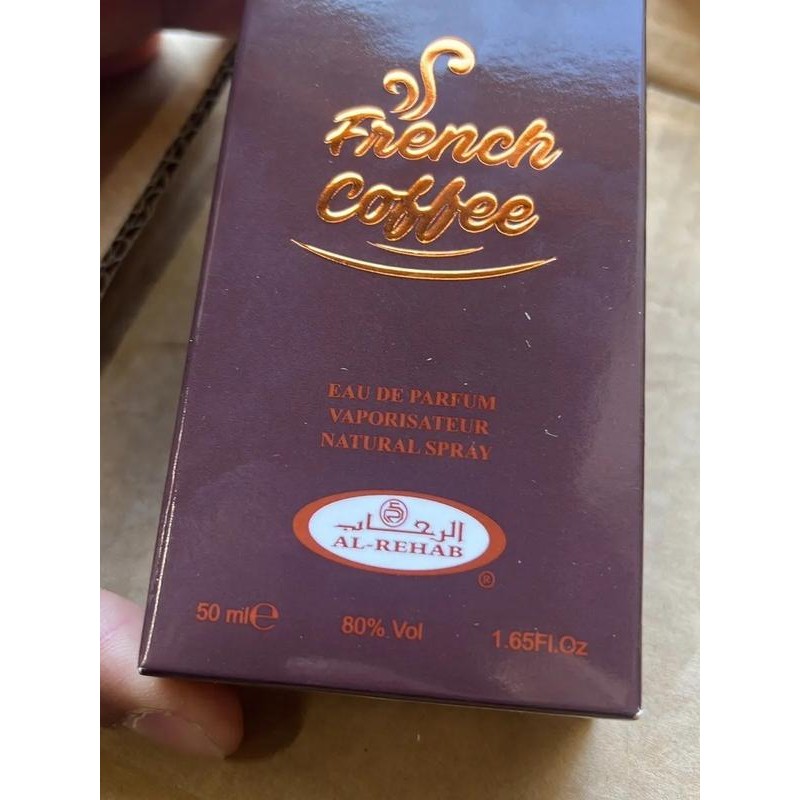 French
Coffee
EAU DE PARFUM
VAPORISATEUR
NATURAL SPRAY
الرحاب
AL-REHAB
®
50 ml℮
80% Vol
1.65Fl.Oz